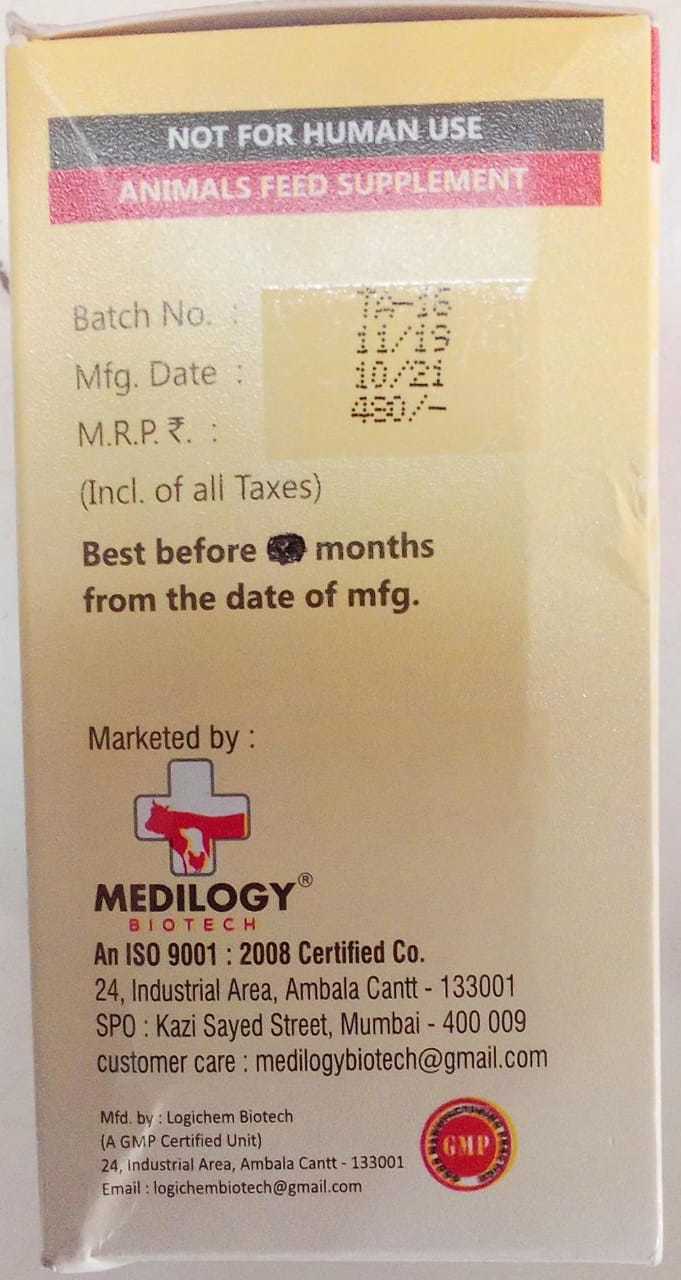 NOT FOR HUMAN USE
ANIMALS FEED SUPPLEMENT
Batch No. : TA-16
Mfg. Date : 11/19
10/21
M.R.P. ₹. : 480/-
(Incl. of all Taxes)
Best before months
from the date of mfg.
Marketed by :
MEDILOGY®
BIOTECH
An ISO 9001 : 2008 Certified Co.
24, Industrial Area, Ambala Cantt - 133001
SPO : Kazi Sayed Street, Mumbai - 400 009
customer care : medilogybiotech@gmail.com
Mfd. by : Logichem Biotech
(A GMP Certified Unit)
24, Industrial Area, Ambala Cantt - 133001
Email : logichembiotech@gmail.com
GMP